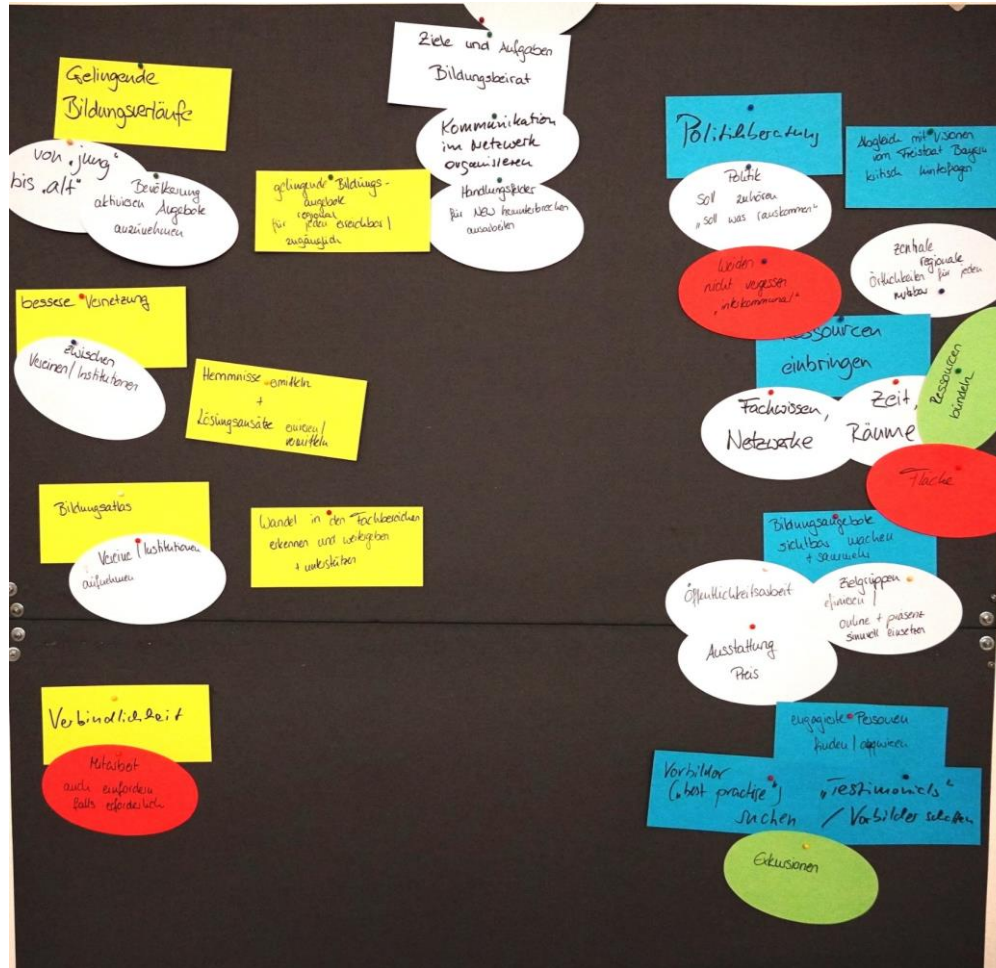 Ziele und Aufgaben
Bildungsbeirat
Kommunikation
im Netzwerk
organisieren
Handlungsfelder
für NEW herunterbrechen
ausarbeiten
Gelingende
Bildungsverläufe
von „jung“
bis „alt“
Bevölkerung
aktivieren Angebote
anzunehmen
gelingende Bildungs-
angebote
regional
für jeden erreichbar/
zugänglich
bessere Vernetzung
zwischen
Vereinen/Institutionen
Hemmnisse ermitteln
+
Lösungsansätze
vermitteln
Bildungsatlas
Vereine/Institutionen
aufnehmen
Wandel in den Fachbereichen
erkennen und weitergeben
+ unterstützen
Verbindlichkeit
Mitarbeit
auch einfordern
falls erforderlich
Politikberatung
Politik
soll zuhören
„soll was rauskommen“
Abgleich mit Visionen
vom Freistaat Bayern
kritisch hinterfragen
Weiden
nicht vergessen
„interkommunal“
zentrale
regionale
Örtlichkeiten für jeden
nutzbar
Ressourcen
einbringen
Fachwissen,
Netzwerke
Zeit,
Räume
Ressourcen
bündeln
Fläche
Bildungsangebote
sichtbar machen
+ sammeln
Öffentlichkeitsarbeit
Zielgruppen
online + präsenz
sinnvoll einsetzen
Ausstattung
Preis
engagierte Personen
finden/
Vorbilder
(„best practise“)
suchen
„Testimonials“
/ Vorbilder schaffen
Exkursionen